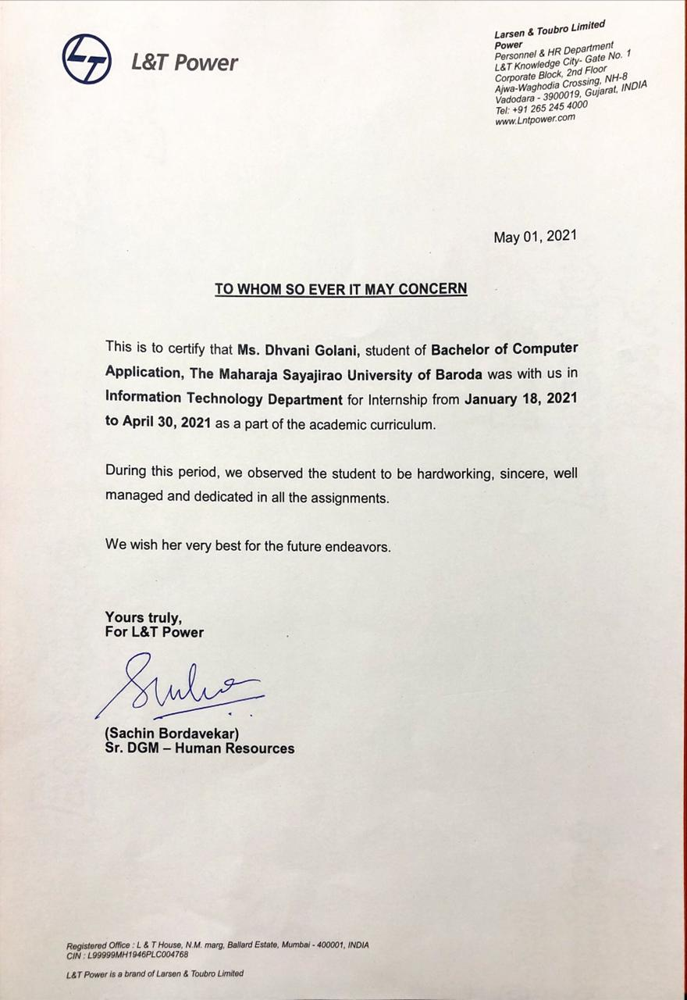 LT
L&T Power
Larsen & Toubro Limited
Power
Personnel & HR Department
L&T Knowledge City- Gate No. 1
Corporate Block, 2nd Floor
Ajwa-Waghodia Crossing, NH-8
Vadodara - 3900019, Gujarat, INDIA
Tel: +91 265 245 4000
www.Lntpower.com
May 01, 2021
TO WHOM SO EVER IT MAY CONCERN
This is to certify that Ms. Dhvani Golani, student of Bachelor of Computer
Application, The Maharaja Sayajirao University of Baroda was with us in
Information Technology Department for Internship from January 18, 2021
to April 30, 2021 as a part of the academic curriculum.
During this period, we observed the student to be hardworking, sincere, well
managed and dedicated in all the assignments.
We wish her very best for the future endeavors.
Yours truly,
For L&T Power
(Sachin Bordavekar)
Sr. DGM – Human Resources
Registered Office : L & T House, N.M. marg, Ballard Estate, Mumbai - 400001, INDIA
CIN : L99999MH1946PLC004768
L&T Power is a brand of Larsen & Toubro Limited